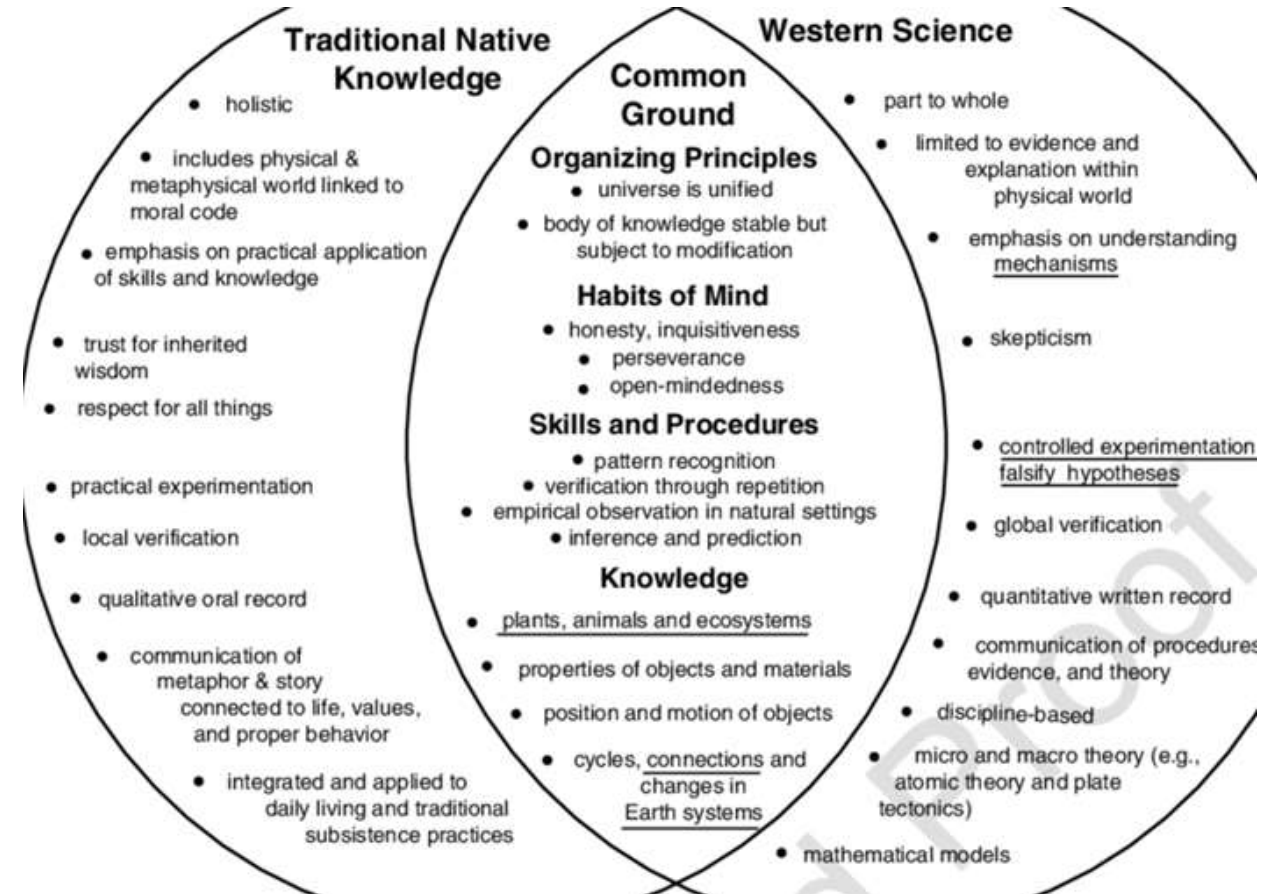 Traditional Native
Knowledge
• holistic
• includes physical &
metaphysical world linked to
moral code
• emphasis on practical application
of skills and knowledge
• trust for inherited
wisdom
• respect for all things
• practical experimentation
• local verification
• qualitative oral record
• communication of
metaphor & story
connected to life, values,
and proper behavior
• integrated and applied to
daily living and traditional
subsistence practices
Common
Ground
Organizing Principles
• universe is unified
• body of knowledge stable but
subject to modification
Habits of Mind
• honesty, inquisitiveness
• perseverance
• open-mindedness
Skills and Procedures
• pattern recognition
• verification through repetition
• empirical observation in natural settings
• inference and prediction
Knowledge
• plants, animals and ecosystems
• properties of objects and materials
• position and motion of objects
• cycles, connections and
changes in
Earth systems
Western Science
• part to whole
• limited to evidence and
explanation within
physical world
• emphasis on understanding
mechanisms
• skepticism
• controlled experimentation
falsify hypotheses
• global verification
• quantitative written record
• communication of procedures
evidence, and theory
• discipline-based
• micro and macro theory (e.g.,
atomic theory and plate
tectonics)
• mathematical models
Proof